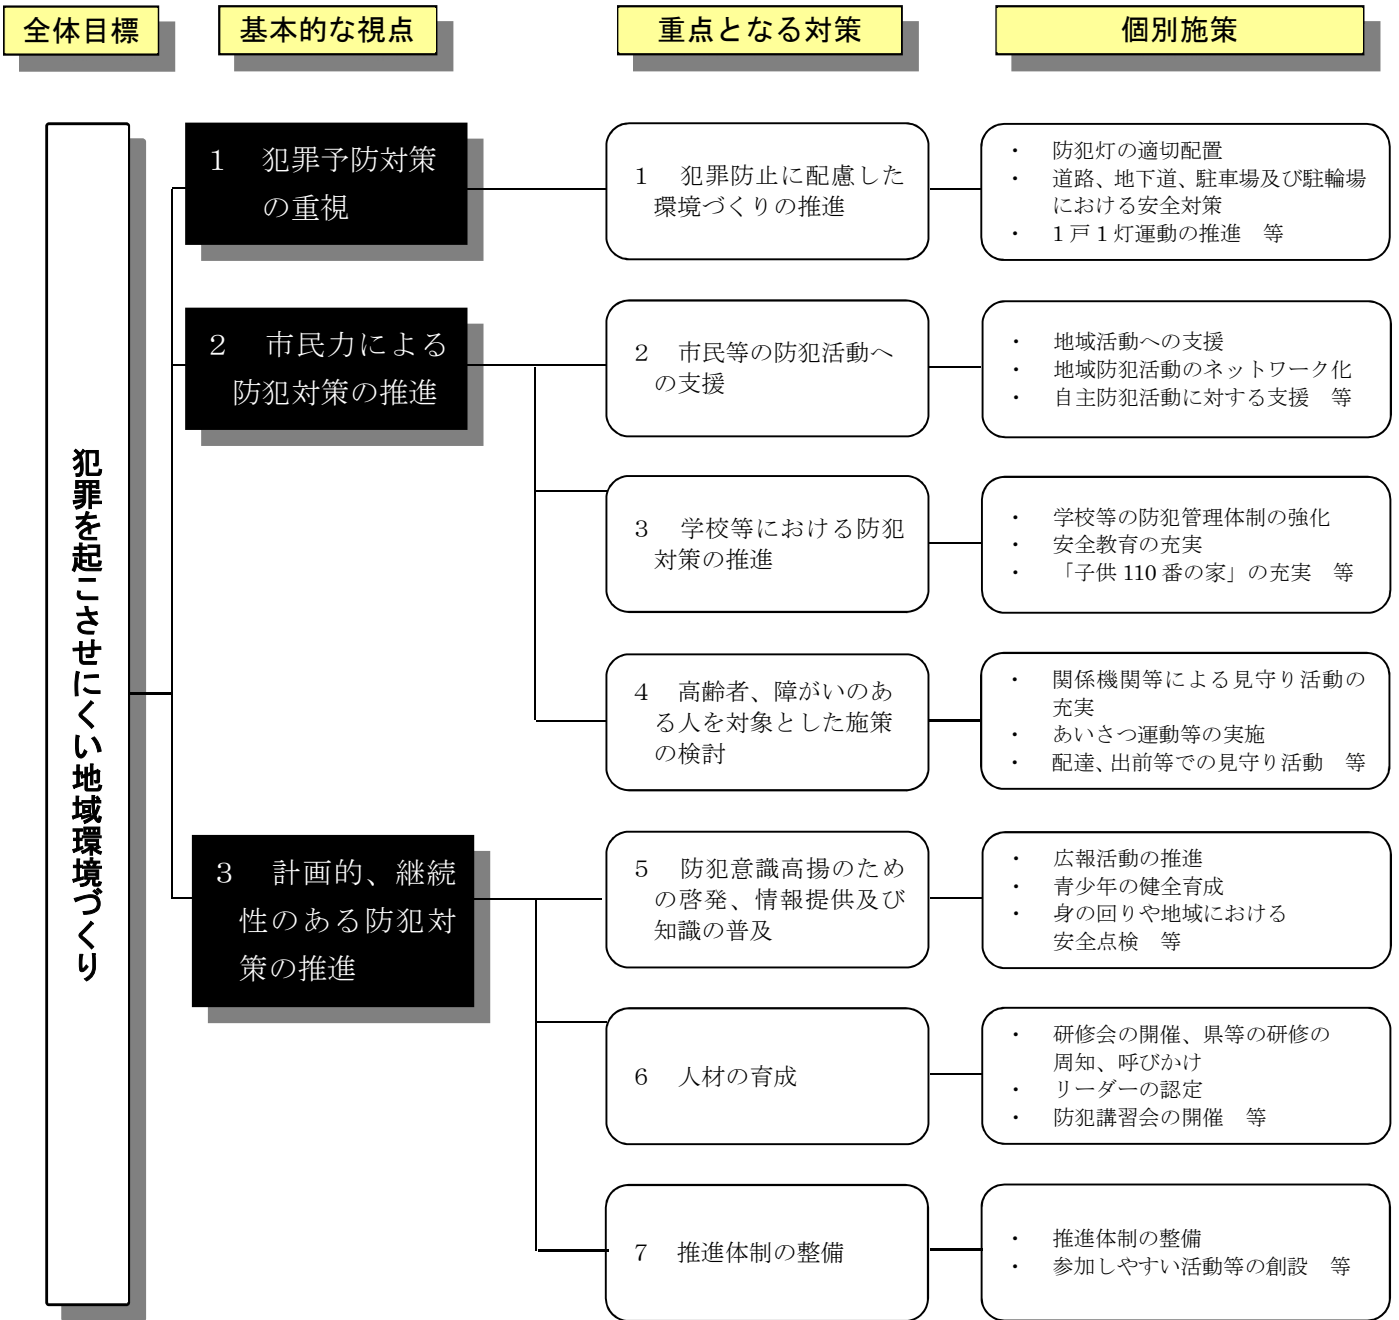 全体目標
基本的な視点
重点となる対策
個別施策
犯罪を起こさせにくい地域環境づくり
1　犯罪予防対策
の重視
1　犯罪防止に配慮した
環境づくりの推進
・　防犯灯の適切配置
・　道路、地下道、駐車場及び駐輪場
における安全対策
・　1戸1灯運動の推進　等
2　市民力による
防犯対策の推進
2　市民等の防犯活動へ
の支援
・　地域活動への支援
・　地域防犯活動のネットワーク化
・　自主防犯活動に対する支援　等
3　学校等における防犯
対策の推進
・　学校等の防犯管理体制の強化
・　安全教育の充実
・　「子供110番の家」の充実　等
4　高齢者、障がいのあ
る人を対象とした施策
の検討
・　関係機関等による見守り活動の
充実
・　あいさつ運動等の実施
・　配達、出前等での見守り活動　等
3　計画的、継続
性のある防犯対
策の推進
5　防犯意識高揚のため
の啓発、情報提供及び
知識の普及
・　広報活動の推進
・　青少年の健全育成
・　身の回りや地域における
安全点検　等
6　人材の育成
・　研修会の開催、県等の研修の
周知、呼びかけ
・　リーダーの認定
・　防犯講習会の開催　等
7　推進体制の整備
・　推進体制の整備
・　参加しやすい活動等の創設　等